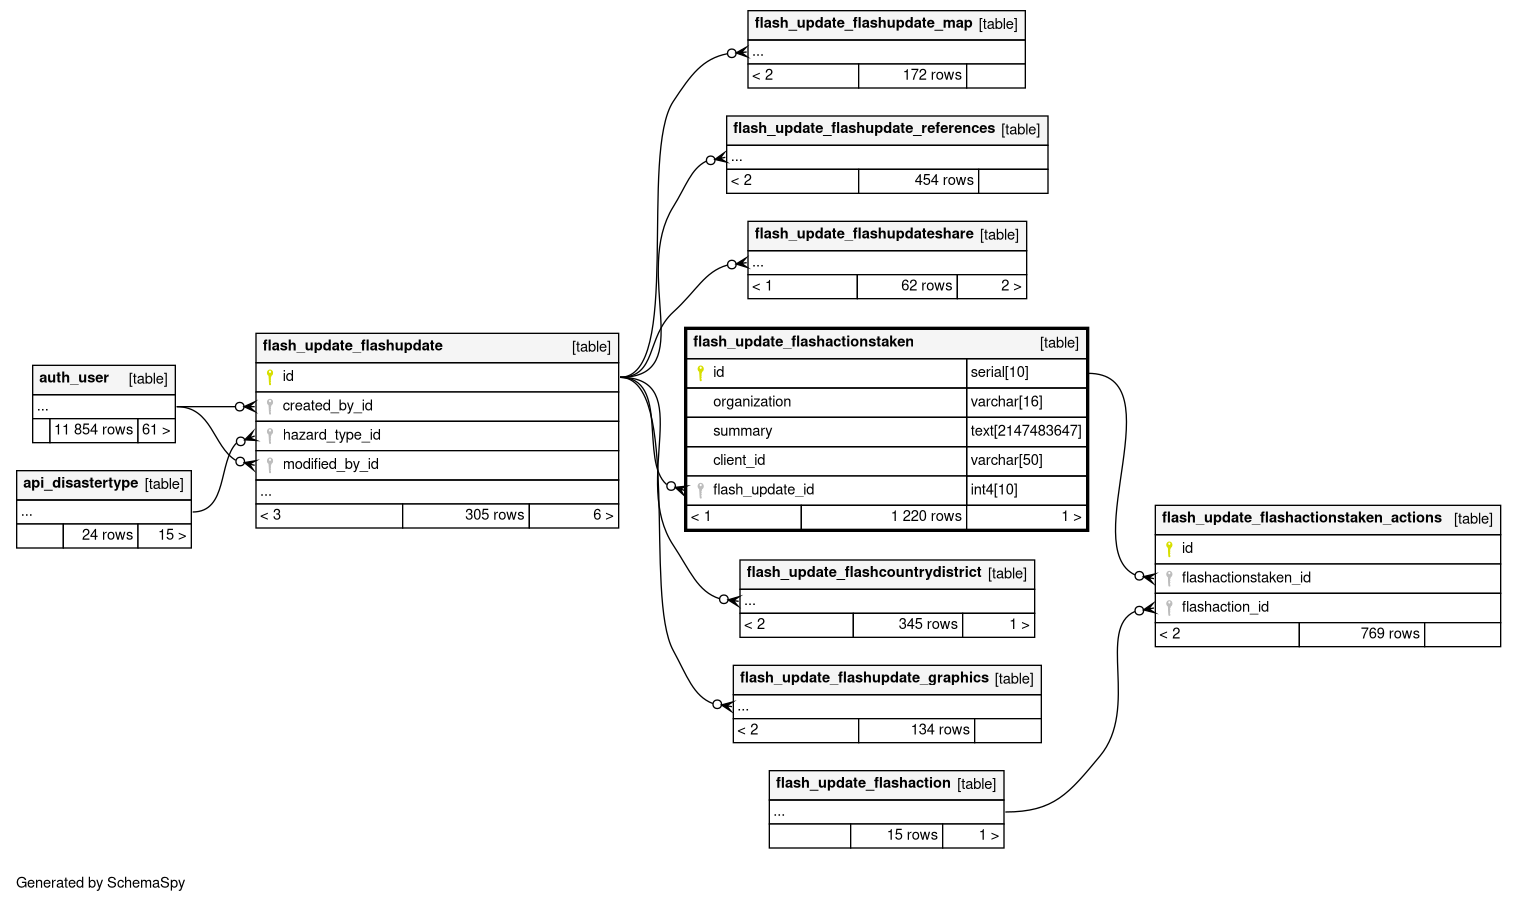 flash_update_flashupdate_map [table]
...
< 2 172 rows
flash_update_flashupdate_references [table]
...
< 2 454 rows
flash_update_flashupdateshare [table]
...
< 1 62 rows 2 >
auth_user [table]
...
11 854 rows 61 >
api_disastertype [table]
...
24 rows 15 >
flash_update_flashupdate [table]
id
created_by_id
hazard_type_id
modified_by_id
...
< 3 305 rows 6 >
flash_update_flashactionstaken [table]
id serial[10]
organization varchar[16]
summary text[2147483647]
client_id varchar[50]
flash_update_id int4[10]
< 1 1 220 rows 1 >
flash_update_flashactionstaken_actions [table]
id
flashactionstaken_id
flashaction_id
< 2 769 rows
flash_update_flashcountrydistrict [table]
...
< 2 345 rows 1 >
flash_update_flashupdate_graphics [table]
...
< 2 134 rows
flash_update_flashaction [table]
...
15 rows 1 >
Generated by SchemaSpy